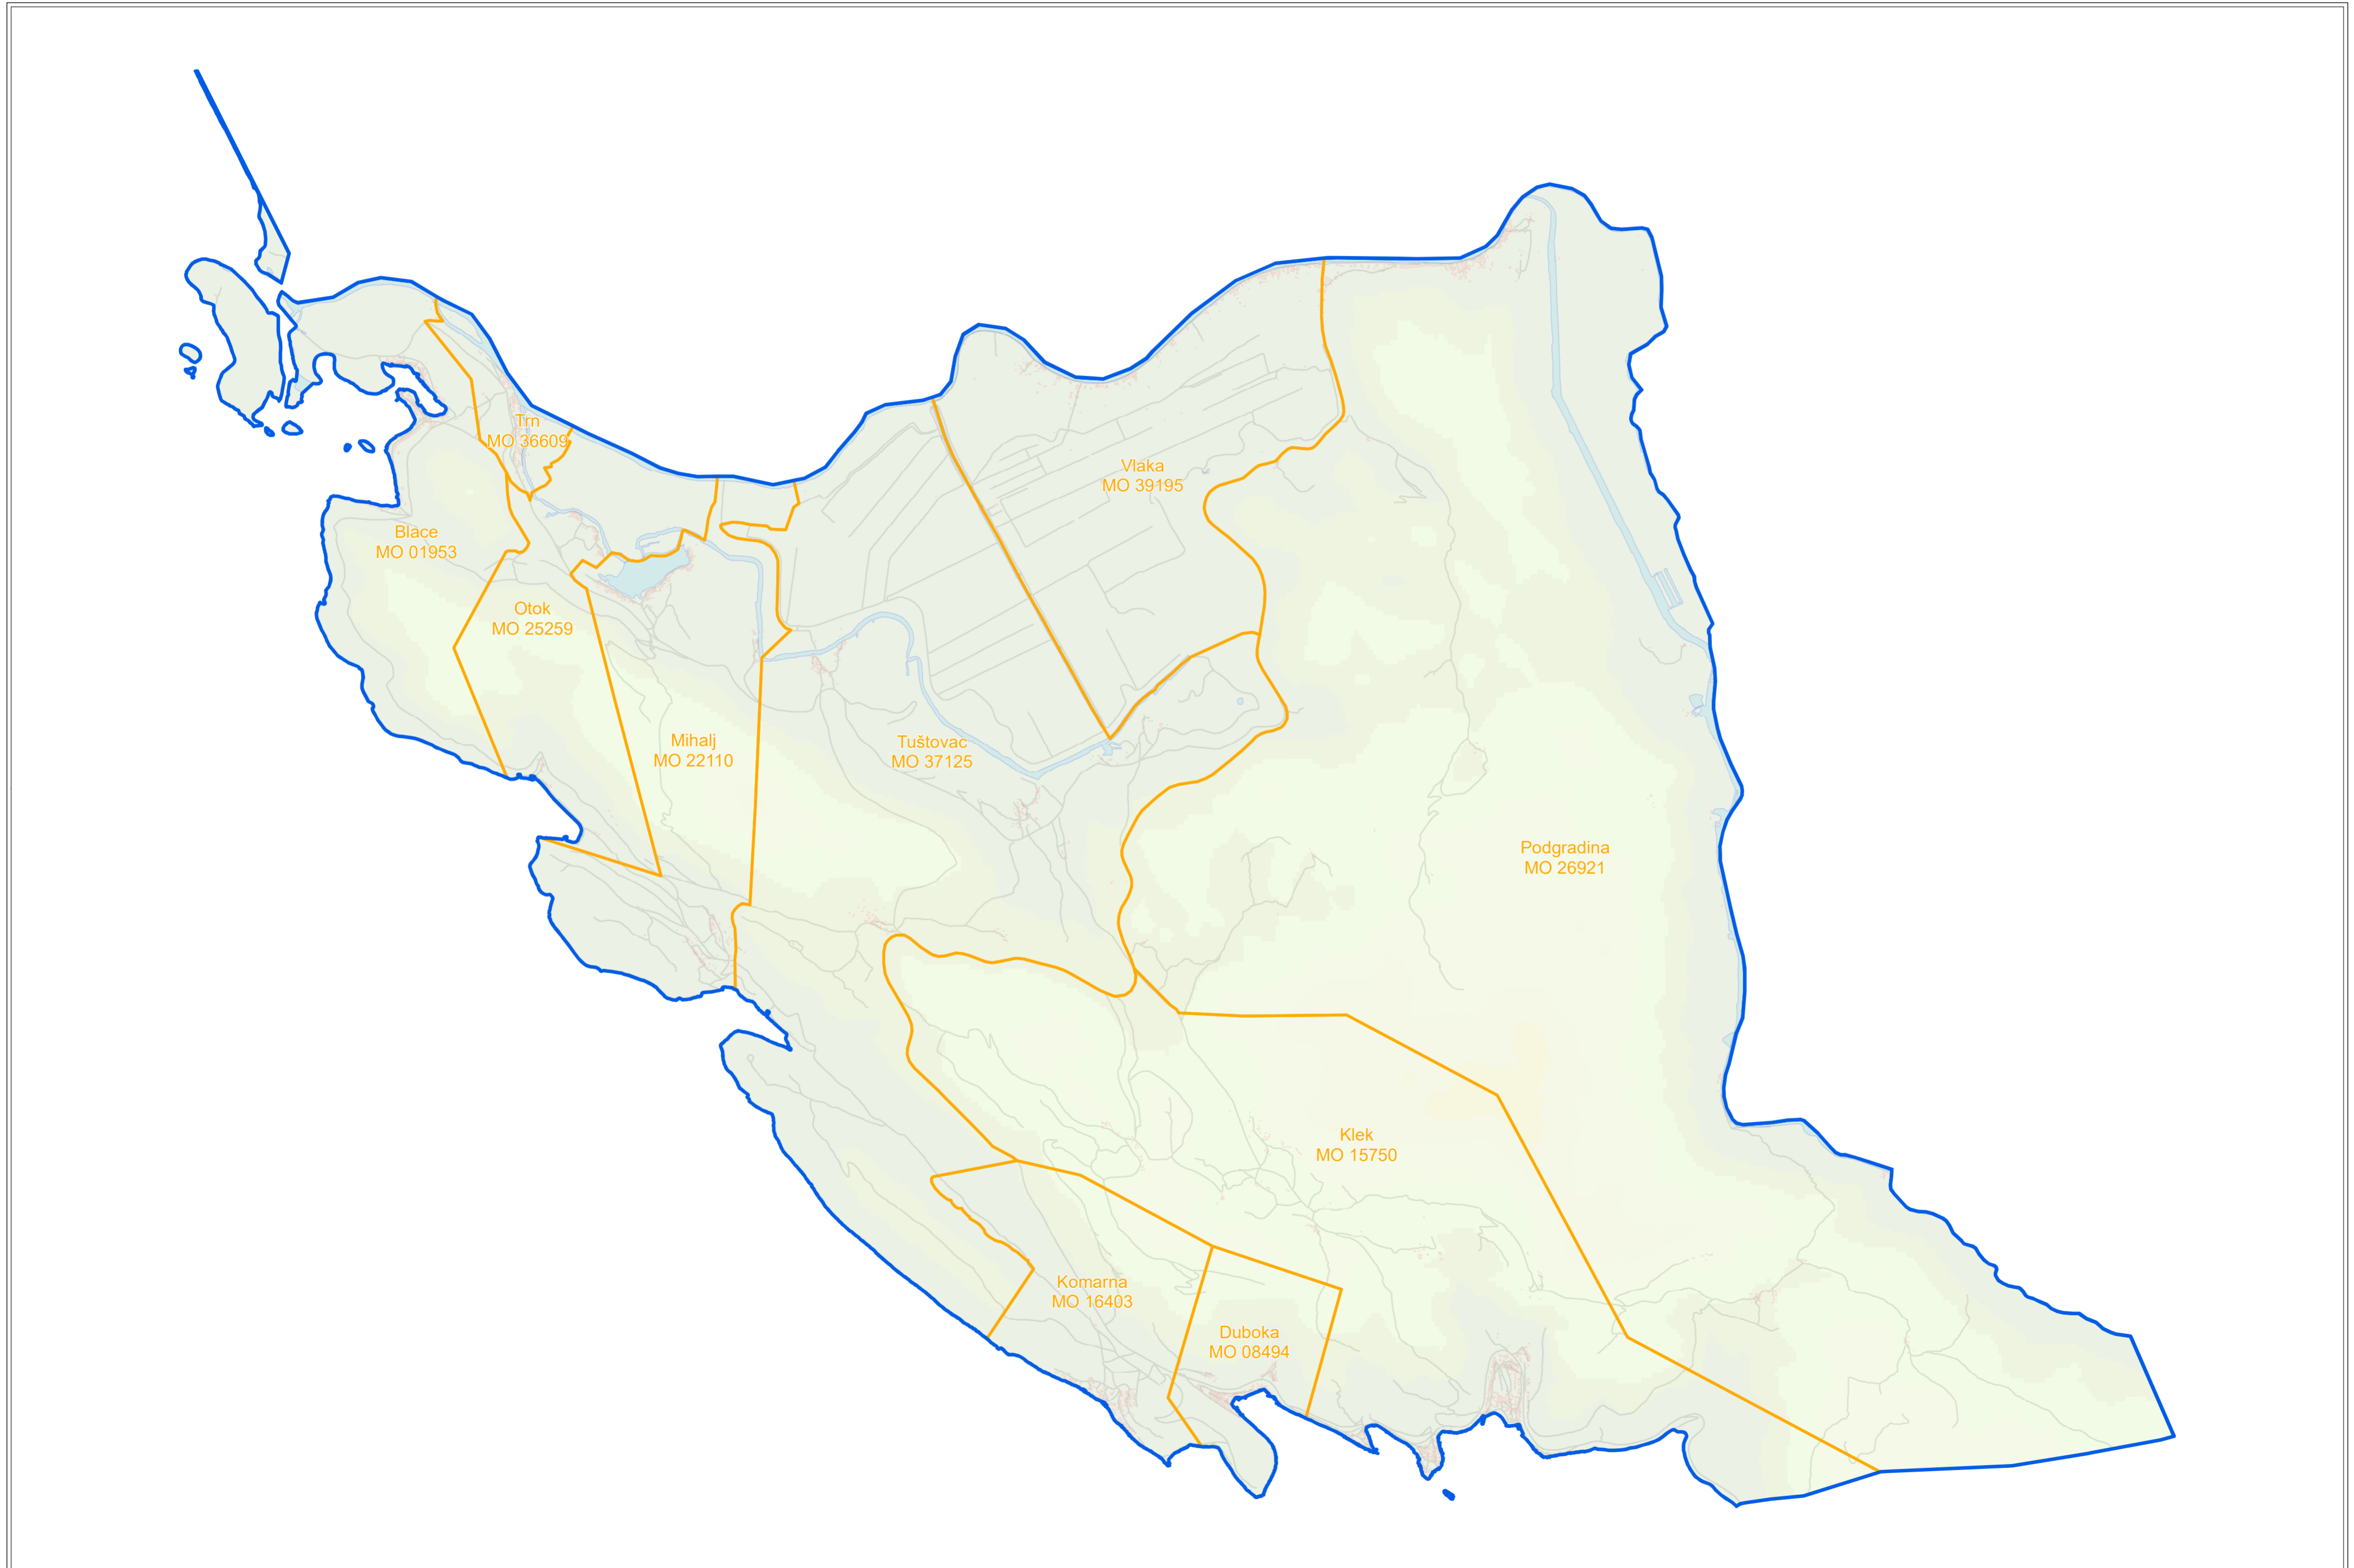 Trn
MO 36609
Vlaka
MO 39195
Blace
MO 01953
Otok
MO 25259
Mihalj
MO 22110
Tuštovac
MO 37125
Podgradina
MO 26921
Klek
MO 15750
Komarna
MO 16403
Duboka
MO 08494